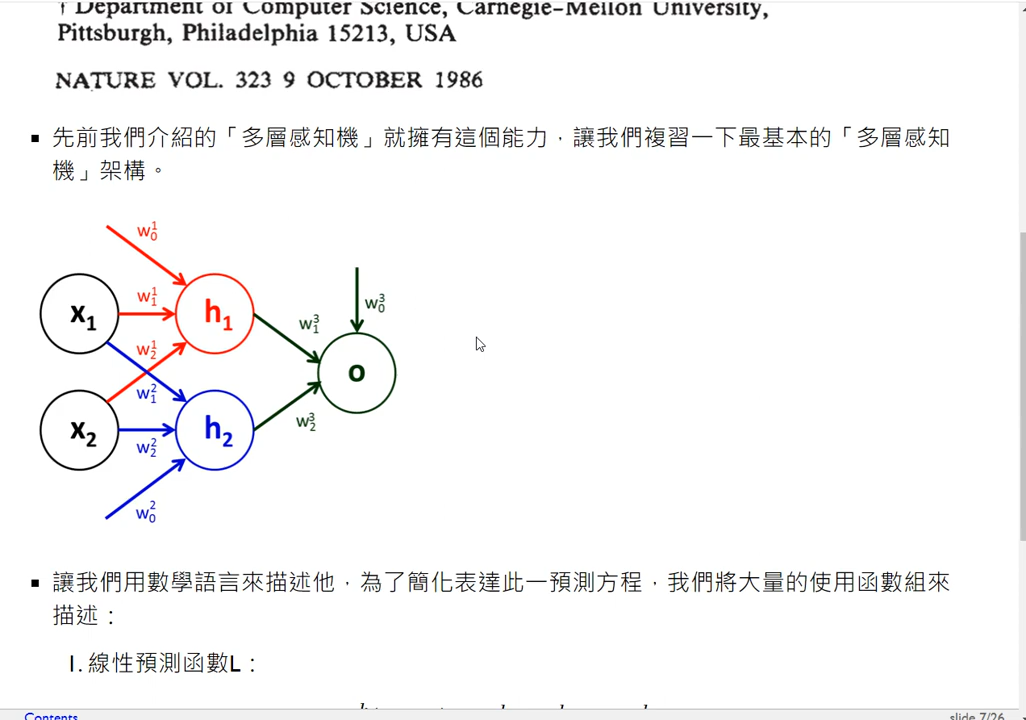 † Department of Computer Science, Carnegie-Mellon University,
Pittsburgh, Philadelphia 15213, USA
NATURE VOL. 323 9 OCTOBER 1986
▪ 先前我們介紹的「多層感知機」就擁有這個能力，讓我們複習一下最基本的「多層感知
機」架構。
w₀¹
w₁¹
x₁
h₁
w₂¹
w₁³
w₀³
o
w₁²
x₂
h₂
w₂²
w₂³
w₀²
▪ 讓我們用數學語言來描述他，為了簡化表達此一預測方程，我們將大量的使用函數組來
描述：
I. 線性預測函數L：
Contents
slide 7/26